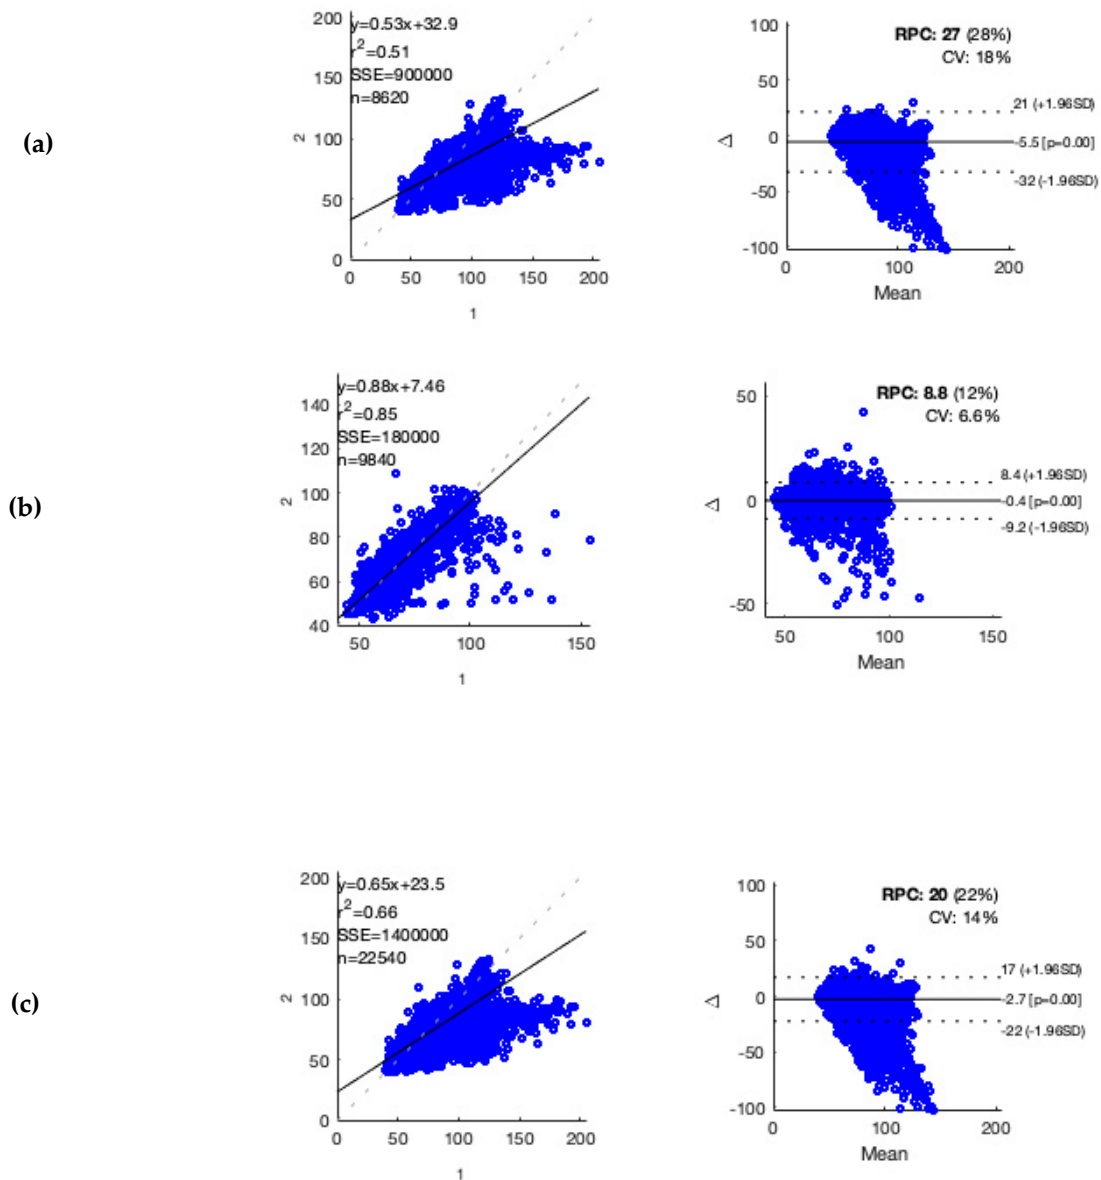 (a)
y=0.53x+32.9
r²=0.51
SSE=900000
n=8620
200
150
100
50
0
2
0 50 100 150 200
1
RPC: 27 (28%)
CV: 18%
100
50
0
-50
-100
Δ
21 (+1.96SD)
-5.5 [p=0.00]
-32 (-1.96SD)
0 100 200
Mean
(b)
y=0.88x+7.46
r²=0.85
SSE=180000
n=9840
140
120
100
80
60
40
2
50 100 150
1
RPC: 8.8 (12%)
CV: 6.6%
50
0
-50
Δ
8.4 (+1.96SD)
-0.4 [p=0.00]
-9.2 (-1.96SD)
50 100 150
Mean
(c)
y=0.65x+23.5
r²=0.66
SSE=1400000
n=22540
200
150
100
50
0
2
0 50 100 150 200
1
RPC: 20 (22%)
CV: 14%
100
50
0
-50
-100
Δ
17 (+1.96SD)
-2.7 [p=0.00]
-22 (-1.96SD)
0 100 200
Mean